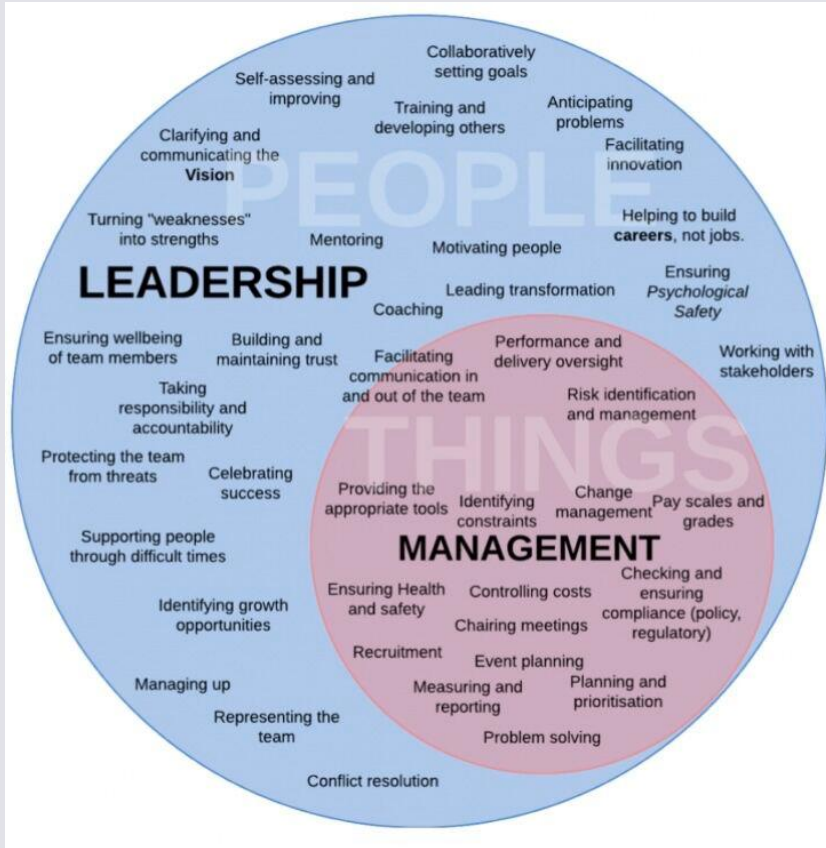 Collaboratively
setting goals
Self-assessing and
improving
Training and
developing others
Anticipating
problems
Clarifying and
communicating the
Vision
Facilitating
innovation
PEOPLE
Turning "weaknesses"
into strengths
Mentoring
Motivating people
Helping to build
careers, not jobs.
LEADERSHIP
Coaching
Leading transformation
Ensuring
Psychological
Safety
Ensuring wellbeing
of team members
Building and
maintaining trust
Facilitating
communication in
and out of the team
Performance and
delivery oversight
Working with
stakeholders
Taking
responsibility and
accountability
Risk identification
and management
THINGS
Protecting the team
from threats
Celebrating
success
Providing the
appropriate tools
Identifying
constraints
Change
management
Pay scales and
grades
MANAGEMENT
Supporting people
through difficult times
Ensuring Health
and safety
Controlling costs
Checking and
ensuring
compliance (policy,
regulatory)
Identifying growth
opportunities
Chairing meetings
Recruitment
Event planning
Managing up
Measuring and
reporting
Planning and
prioritisation
Representing the
team
Problem solving
Conflict resolution